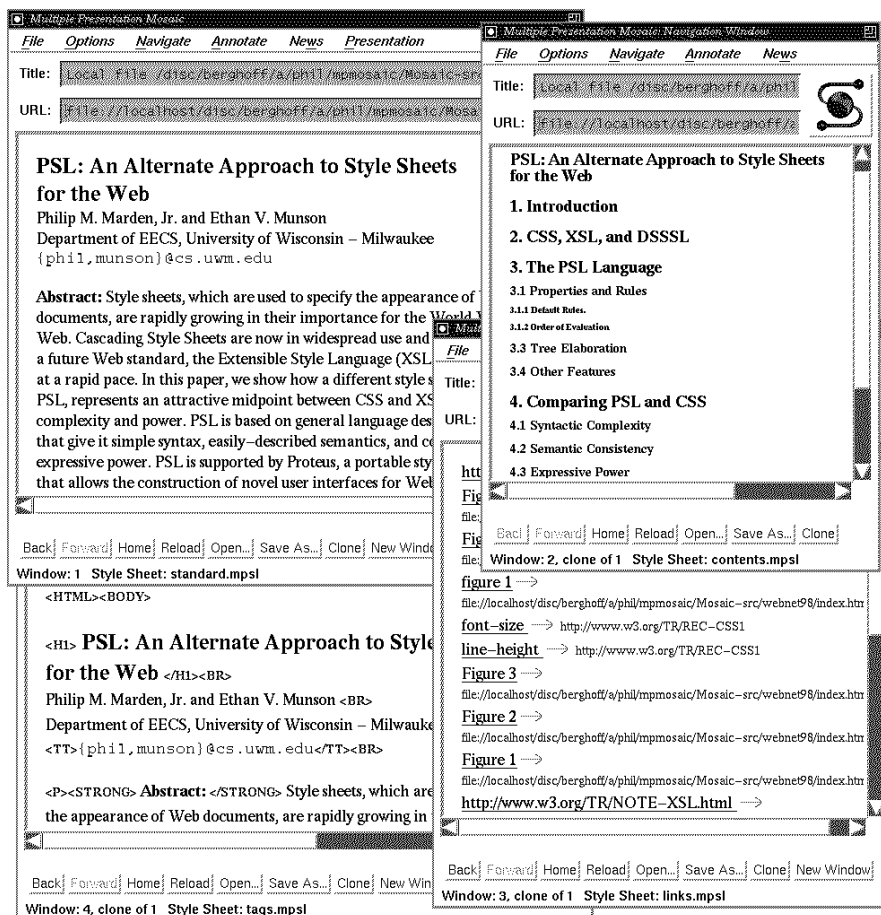 Multiple Presentation Mosaic
File Options Navigate Annotate News Presentation
Title: Local file /disc/berghoff/a/phil/mpmosaic/Mosaic-src
URL: file://localhost/disc/berghoff/a/phil/mpmosaic/Mosa
PSL: An Alternate Approach to Style Sheets
for the Web
Philip M. Marden, Jr. and Ethan V. Munson
Department of EECS, University of Wisconsin – Milwaukee
{phil,munson}@cs.uwm.edu
Abstract: Style sheets, which are used to specify the appearance of
documents, are rapidly growing in their importance for the World
Web. Cascading Style Sheets are now in widespread use and
a future Web standard, the Extensible Style Language (XSL
at a rapid pace. In this paper, we show how a different style s
PSL, represents an attractive midpoint between CSS and XS
complexity and power. PSL is based on general language des
that give it simple syntax, easily–described semantics, and co
expressive power. PSL is supported by Proteus, a portable sty
that allows the construction of novel user interfaces for Web
Back Forward Home Reload Open... Save As... Clone New Windo
Window: 1 Style Sheet: standard.mpsl
Multiple Presentation Mosaic: Navigation Window
File Options Navigate Annotate News
Title: Local file /disc/berghoff/a/phil
URL: file://localhost/disc/berghoff/a
PSL: An Alternate Approach to Style Sheets
for the Web
1. Introduction
2. CSS, XSL, and DSSSL
3. The PSL Language
3.1 Properties and Rules
3.1.1 Default Rules.
3.1.2 Order of Evaluation
3.3 Tree Elaboration
3.4 Other Features
4. Comparing PSL and CSS
4.1 Syntactic Complexity
4.2 Semantic Consistency
4.3 Expressive Power
Back Forward Home Reload Open... Save As... Clone
Window: 2, clone of 1 Style Sheet: contents.mpsl
Mul
File
Title:
URL:
htt
Fig
file:
Fig
file:
figure 1
file://localhost/disc/berghoff/a/phil/mpmosaic/Mosaic–src/webnet98/index.htm
font–size http://www.w3.org/TR/REC–CSS1
line–height http://www.w3.org/TR/REC–CSS1
Figure 3
file://localhost/disc/berghoff/a/phil/mpmosaic/Mosaic–src/webnet98/index.htm
Figure 2
file://localhost/disc/berghoff/a/phil/mpmosaic/Mosaic–src/webnet98/index.htm
Figure 1
file://localhost/disc/berghoff/a/phil/mpmosaic/Mosaic–src/webnet98/index.htm
http://www.w3.org/TR/NOTE–XSL.html
Back Forward Home Reload Open... Save As... Clone New Window
Window: 3, clone of 1 Style Sheet: links.mpsl
<HTML><BODY>
<H1> PSL: An Alternate Approach to Style
for the Web </H1><BR>
Philip M. Marden, Jr. and Ethan V. Munson <BR>
Department of EECS, University of Wisconsin – Milwauke
<TT>{phil,munson}@cs.uwm.edu</TT><BR>
<P><STRONG> Abstract: </STRONG> Style sheets, which are
the appearance of Web documents, are rapidly growing in
Back Forward Home Reload Open... Save As... Clone New Win
Window: 4, clone of 1 Style Sheet: tags.mpsl